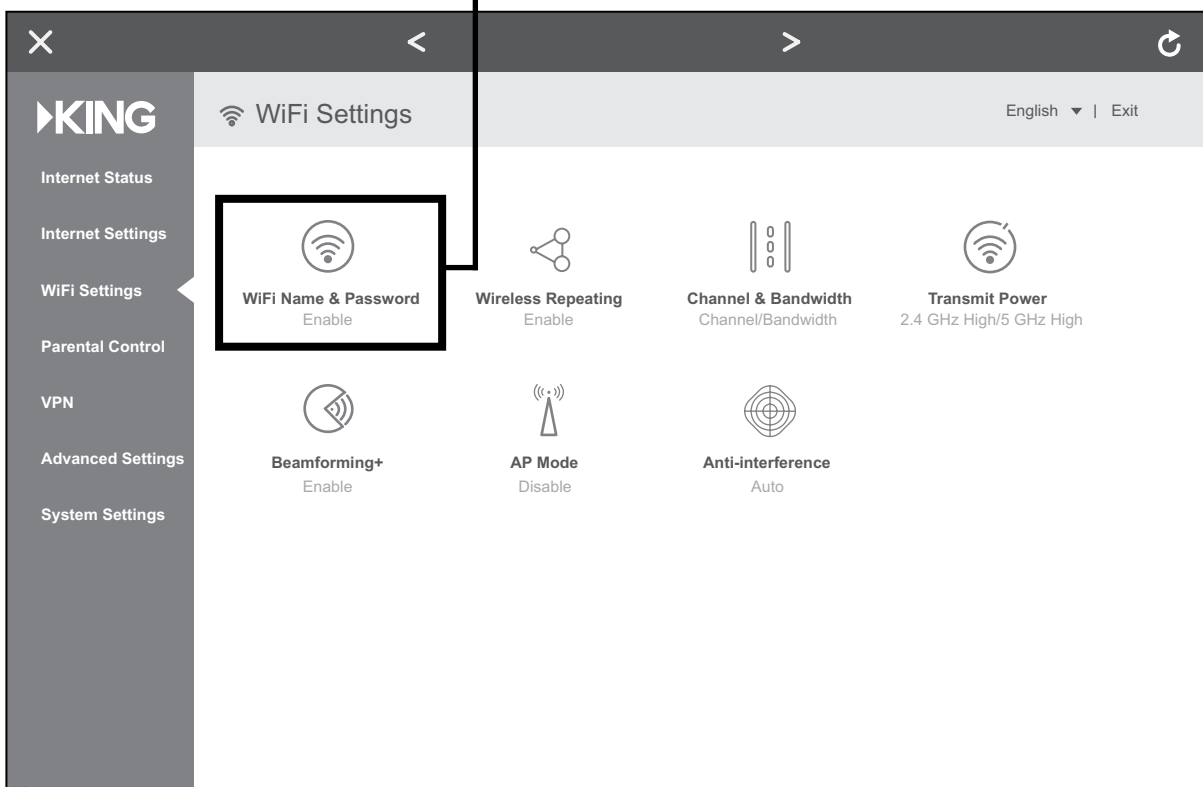 KING
WiFi Settings
English | Exit
Internet Status
Internet Settings
WiFi Settings
Parental Control
VPN
Advanced Settings
System Settings
WiFi Name & Password
Enable
Wireless Repeating
Enable
Channel & Bandwidth
Channel/Bandwidth
Transmit Power
2.4 GHz High/5 GHz High
Beamforming+
Enable
AP Mode
Disable
Anti-interference
Auto